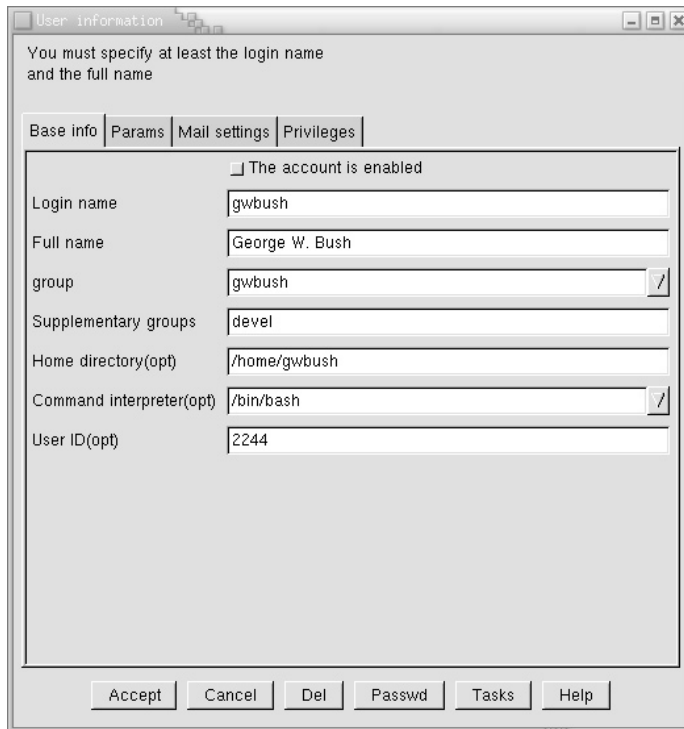 User information
You must specify at least the login name
and the full name
Base info Params Mail settings Privileges
The account is enabled
Login name gwbush
Full name George W. Bush
group gwbush
Supplementary groups devel
Home directory(opt) /home/gwbush
Command interpreter(opt) /bin/bash
User ID(opt) 2244
Accept Cancel Del Passwd Tasks Help